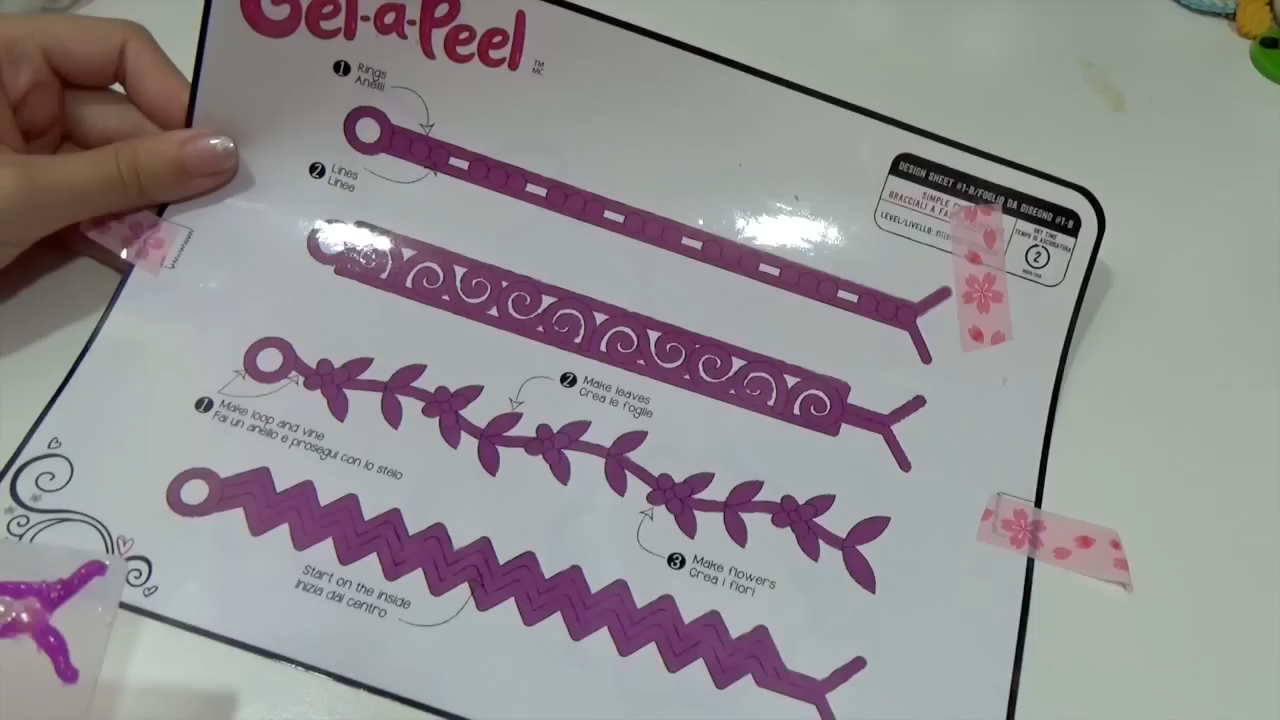 Gel-a-Peel
TM
MC
1 Rings
Anelli
2 Lines
Linee
DESIGN SHEET #1-B/FOGLIO DA DISEGNO #1-B
SIMPLE
BRACCIALI A
LEVEL/LIVELLO:
DRY TIME
TEMPO DI ASCIUGATURA
2
2 Make leaves
Crea le foglie
1 Make loop and vine
Fai un anello e prosegui con lo stelo
3 Make flowers
Crea i fiori
Start on the inside
Inizia dal centro